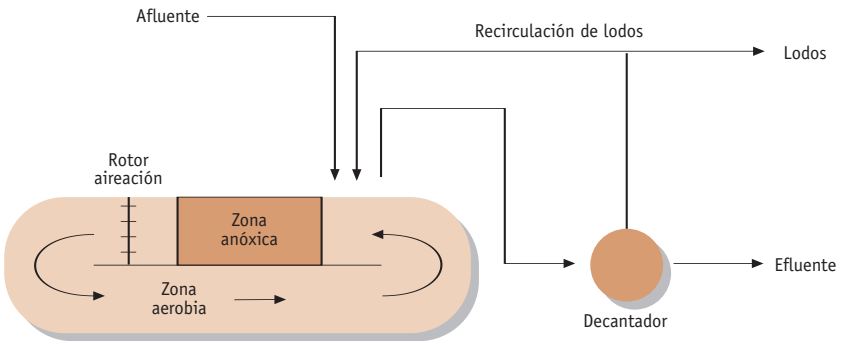 Afluente
Recirculación de lodos
Lodos
Rotor
aireación
Zona
anóxica
Zona
aerobia
Efluente
Decantador